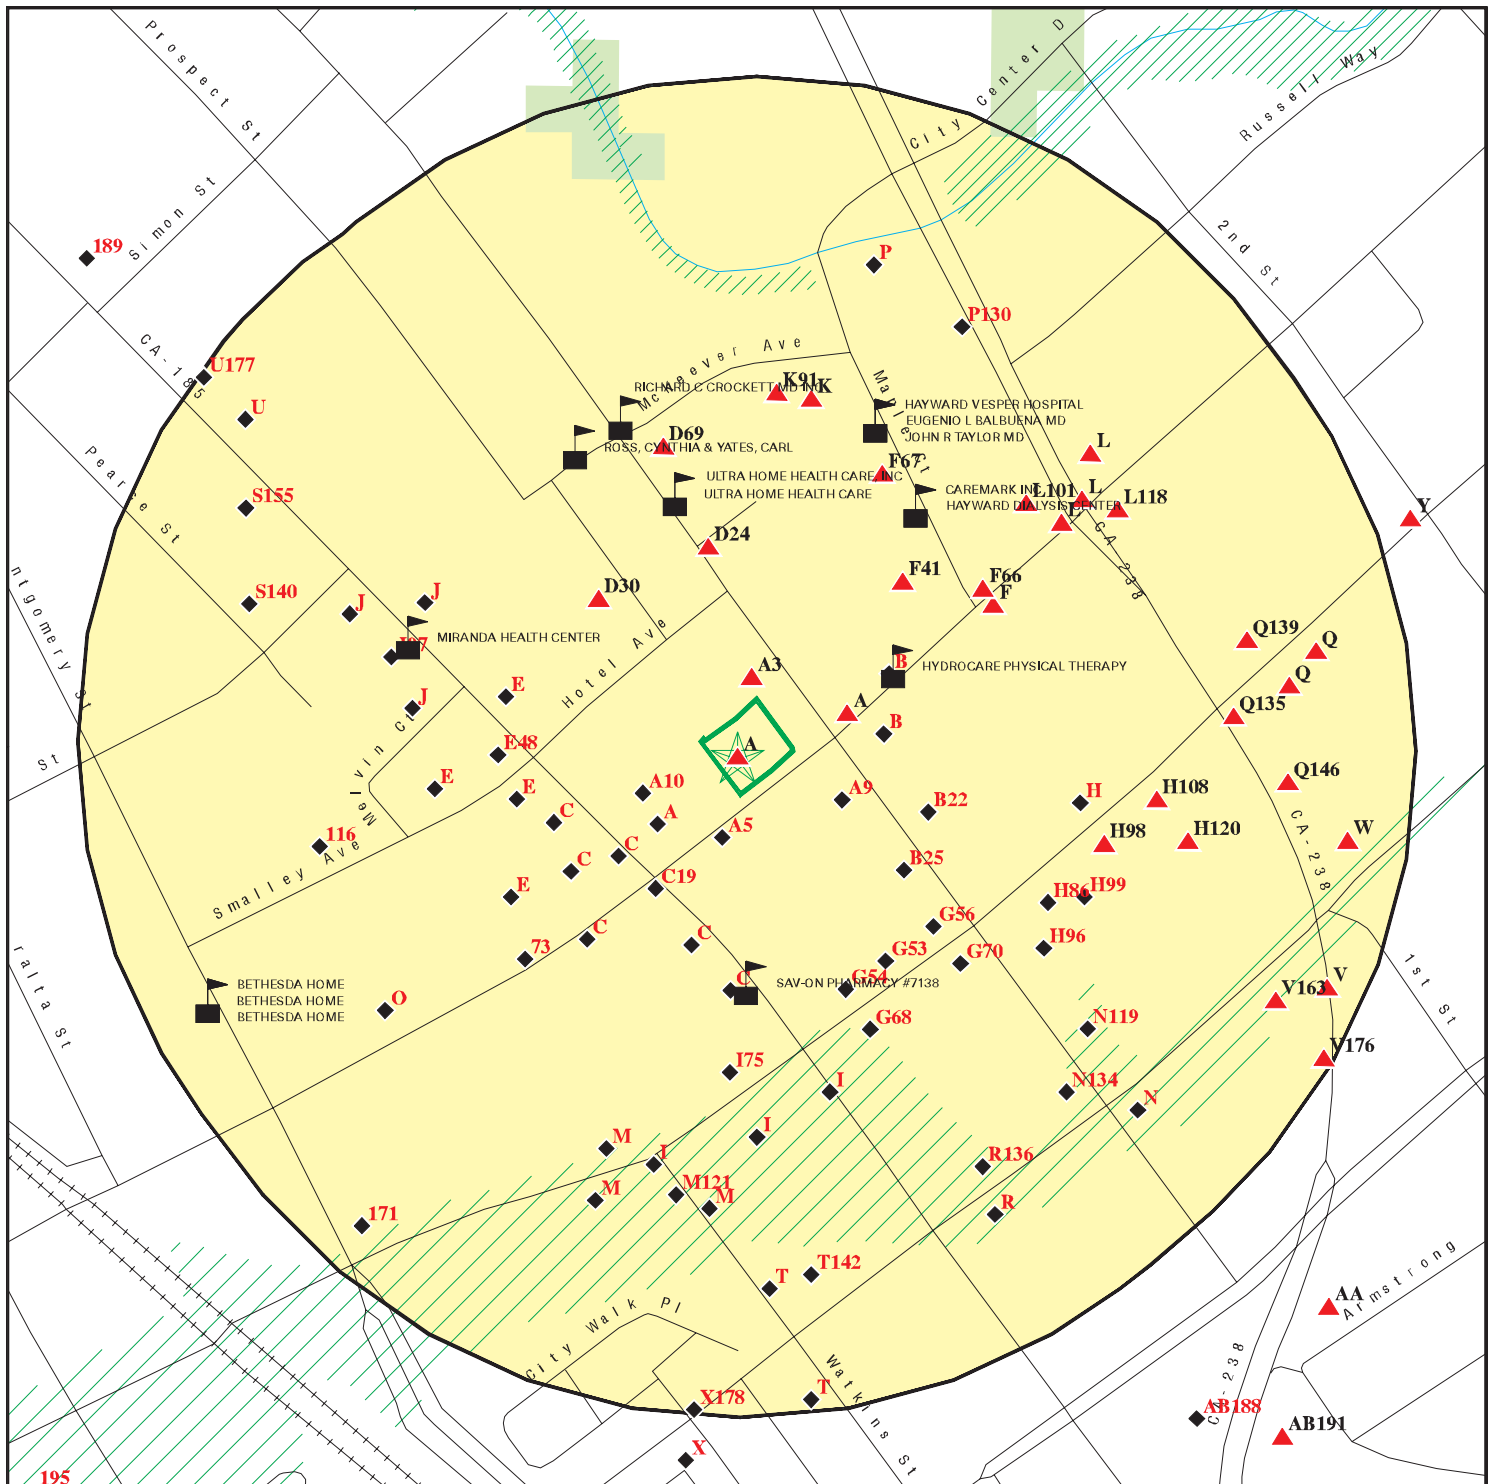 Prospect St
City Center D
Russell Way
Simon St
189
2nd St
P
P130
CA-185
U177
McKeever Ave
U
RICHARD C CROCKETT MD INC
K91
K
Maple Ct
HAYWARD VESPER HOSPITAL
EUGENIO L BALBUENA MD
JOHN R TAYLOR MD
D69
ROSS, CYNTHIA & YATES, CARL
L
F67
ULTRA HOME HEALTH CARE INC
ULTRA HOME HEALTH CARE
Pearce St
S155
CAREMARK INC
HAYWARD DIALYSIS CENTER
L101
L
L118
L
Y
D24
CA 238
F41
F66
F
D30
S140
J
J
ntgomery St
MIRANDA HEALTH CENTER
Hotel Ave
Q139
Q
B
HYDROCARE PHYSICAL THERAPY
A3
Q
E
J
A
Q135
B
Melvin Ct
E48
A
St
Q146
E
E
A10
A9
B22
H
H108
CA-238
C
A
A5
116
H98
H120
W
C
C
B25
Smalley Ave
C19
E
H86
H99
G56
C
C
73
G53
G70
H96
ralta St
1st St
BETHESDA HOME
BETHESDA HOME
BETHESDA HOME
O
C
SAV-ON PHARMACY #7138
G54
V163
V
G68
N119
V176
I75
I
N134
N
I
M
I
R136
M
M121
M
R
171
T142
T
Armstrong
AA
City Walk Pl
Watkins St
CA-238
X178
T
AB188
AB191
X
195